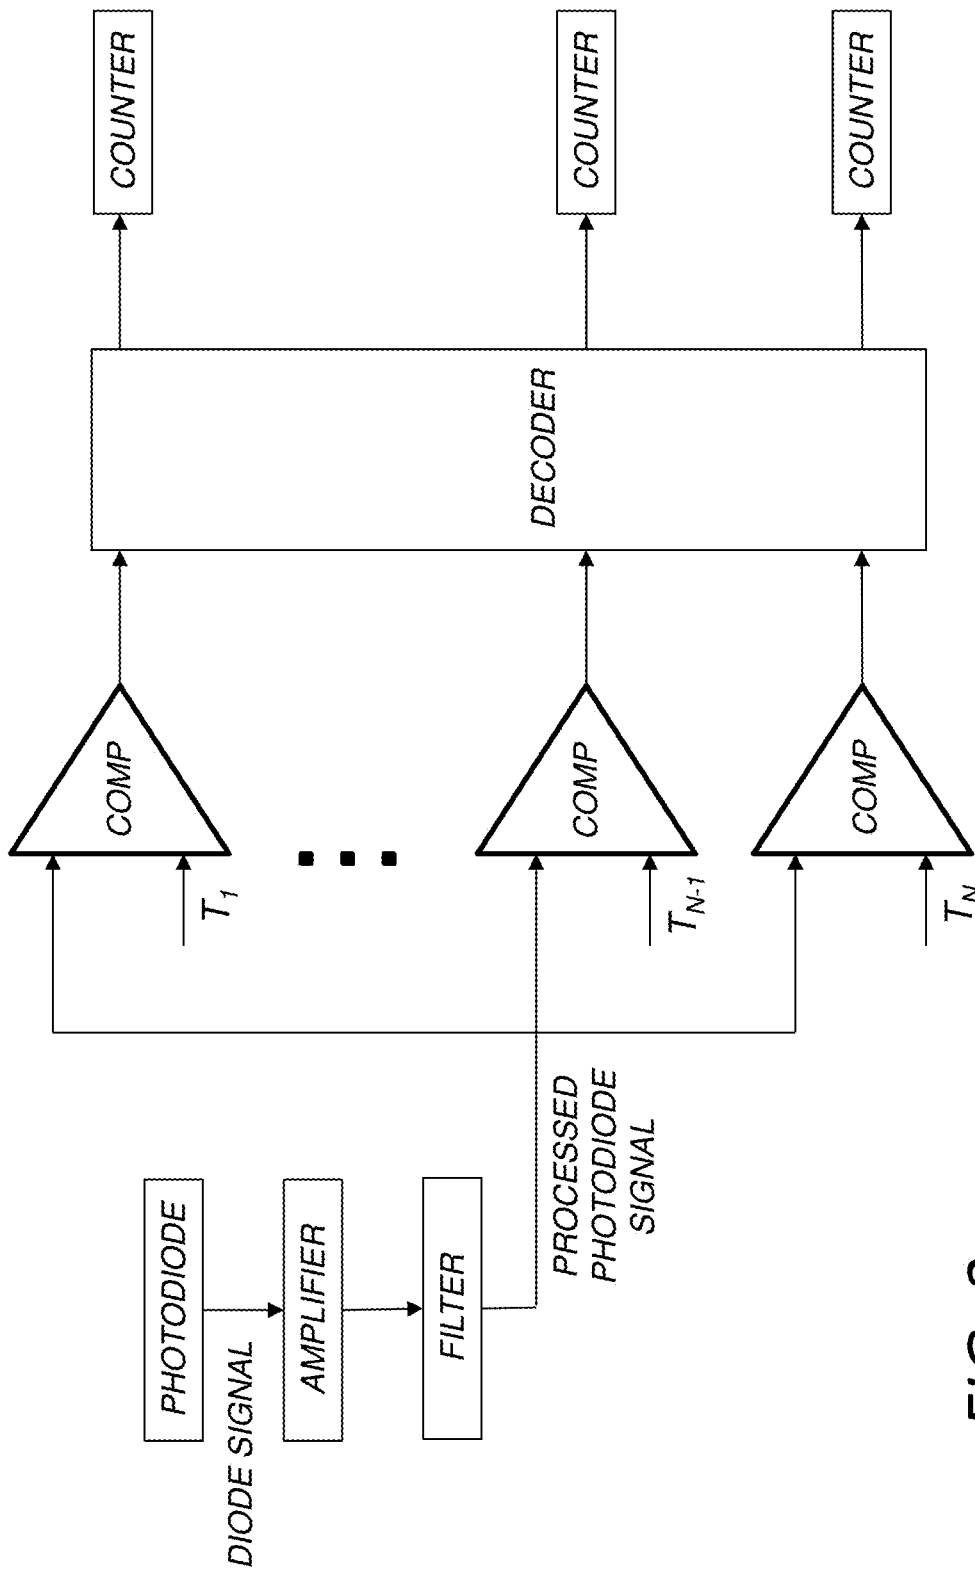 PHOTODIODE
DIODE SIGNAL
AMPLIFIER
FILTER
PROCESSED
PHOTODIODE
SIGNAL
T1
COMP
TN-1
COMP
TN
COMP
DECODER
COUNTER
COUNTER
COUNTER